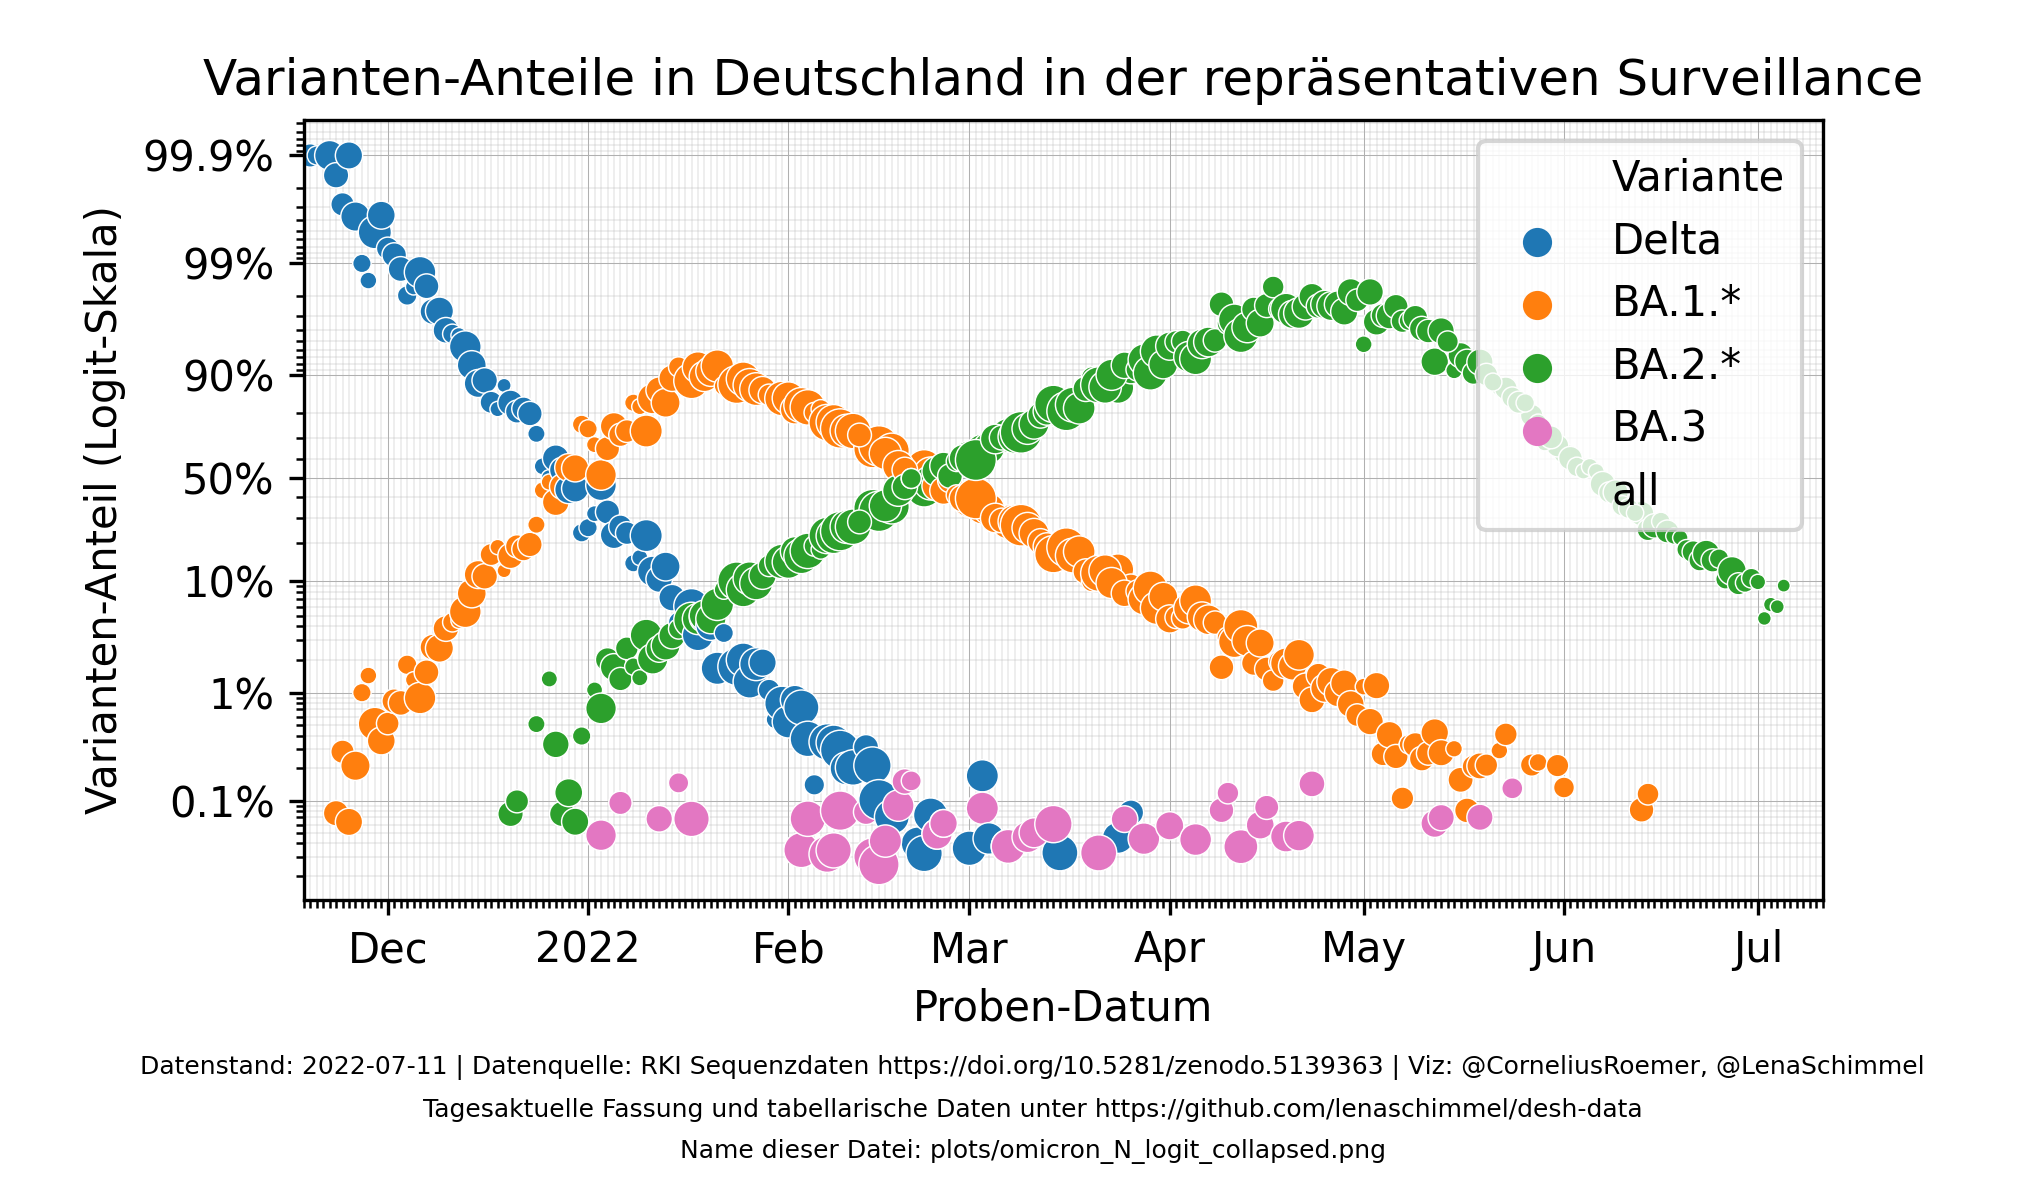 Varianten-Anteile in Deutschland in der repräsentativen Surveillance
Varianten-Anteil (Logit-Skala)
99.9%
99%
90%
50%
10%
1%
0.1%
Variante
Delta
BA.1.*
BA.2.*
BA.3
all
Dec 2022 Feb Mar Apr May Jun Jul
Proben-Datum
Datenstand: 2022-07-11 | Datenquelle: RKI Sequenzdaten https://doi.org/10.5281/zenodo.5139363 | Viz: @CorneliusRoemer, @LenaSchimmel
Tagesaktuelle Fassung und tabellarische Daten unter https://github.com/lenaschimmel/desh-data
Name dieser Datei: plots/omicron_N_logit_collapsed.png